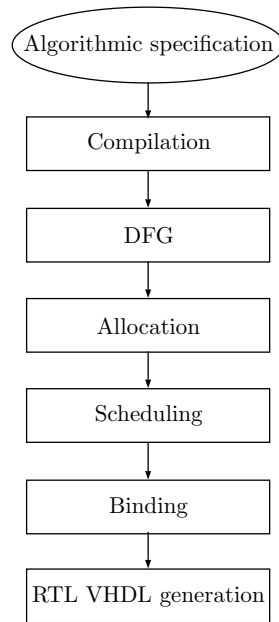 Algorithmic specification
Compilation
DFG
Allocation
Scheduling
Binding
RTL VHDL generation